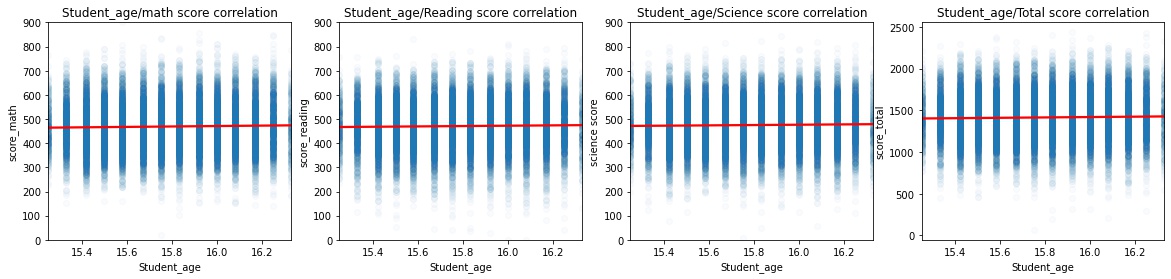 Student_age/math score correlation
score_math
900
800
700
600
500
400
300
200
100
0
15.4 15.6 15.8 16.0 16.2
Student_age
Student_age/Reading score correlation
score_reading
900
800
700
600
500
400
300
200
100
0
15.4 15.6 15.8 16.0 16.2
Student_age
Student_age/Science score correlation
science score
900
800
700
600
500
400
300
200
100
0
15.4 15.6 15.8 16.0 16.2
Student_age
Student_age/Total score correlation
score_total
2500
2000
1500
1000
500
0
15.4 15.6 15.8 16.0 16.2
Student_age